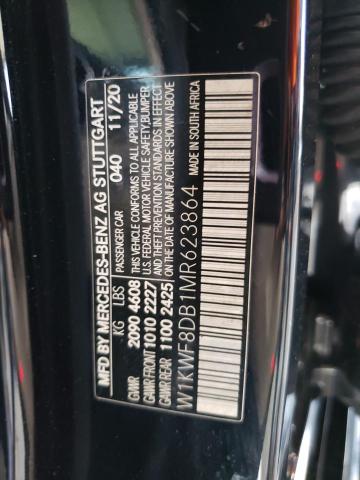 MFD BY MERCEDES-BENZ AG STUTTGART
PASSENGER CAR 040 11/20
KG LBS
GVWR 2090 4608
GAWR FRONT 1010 2227
GAWR REAR 1100 2425
THIS VEHICLE CONFORMS TO ALL APPLICABLE
U.S. FEDERAL MOTOR VEHICLE SAFETY, BUMPER
AND THEFT PREVENTION STANDARDS IN EFFECT
ON THE DATE OF MANUFACTURE SHOWN ABOVE
W1KWF8DB1MR623864 MADE IN SOUTH AFRICA